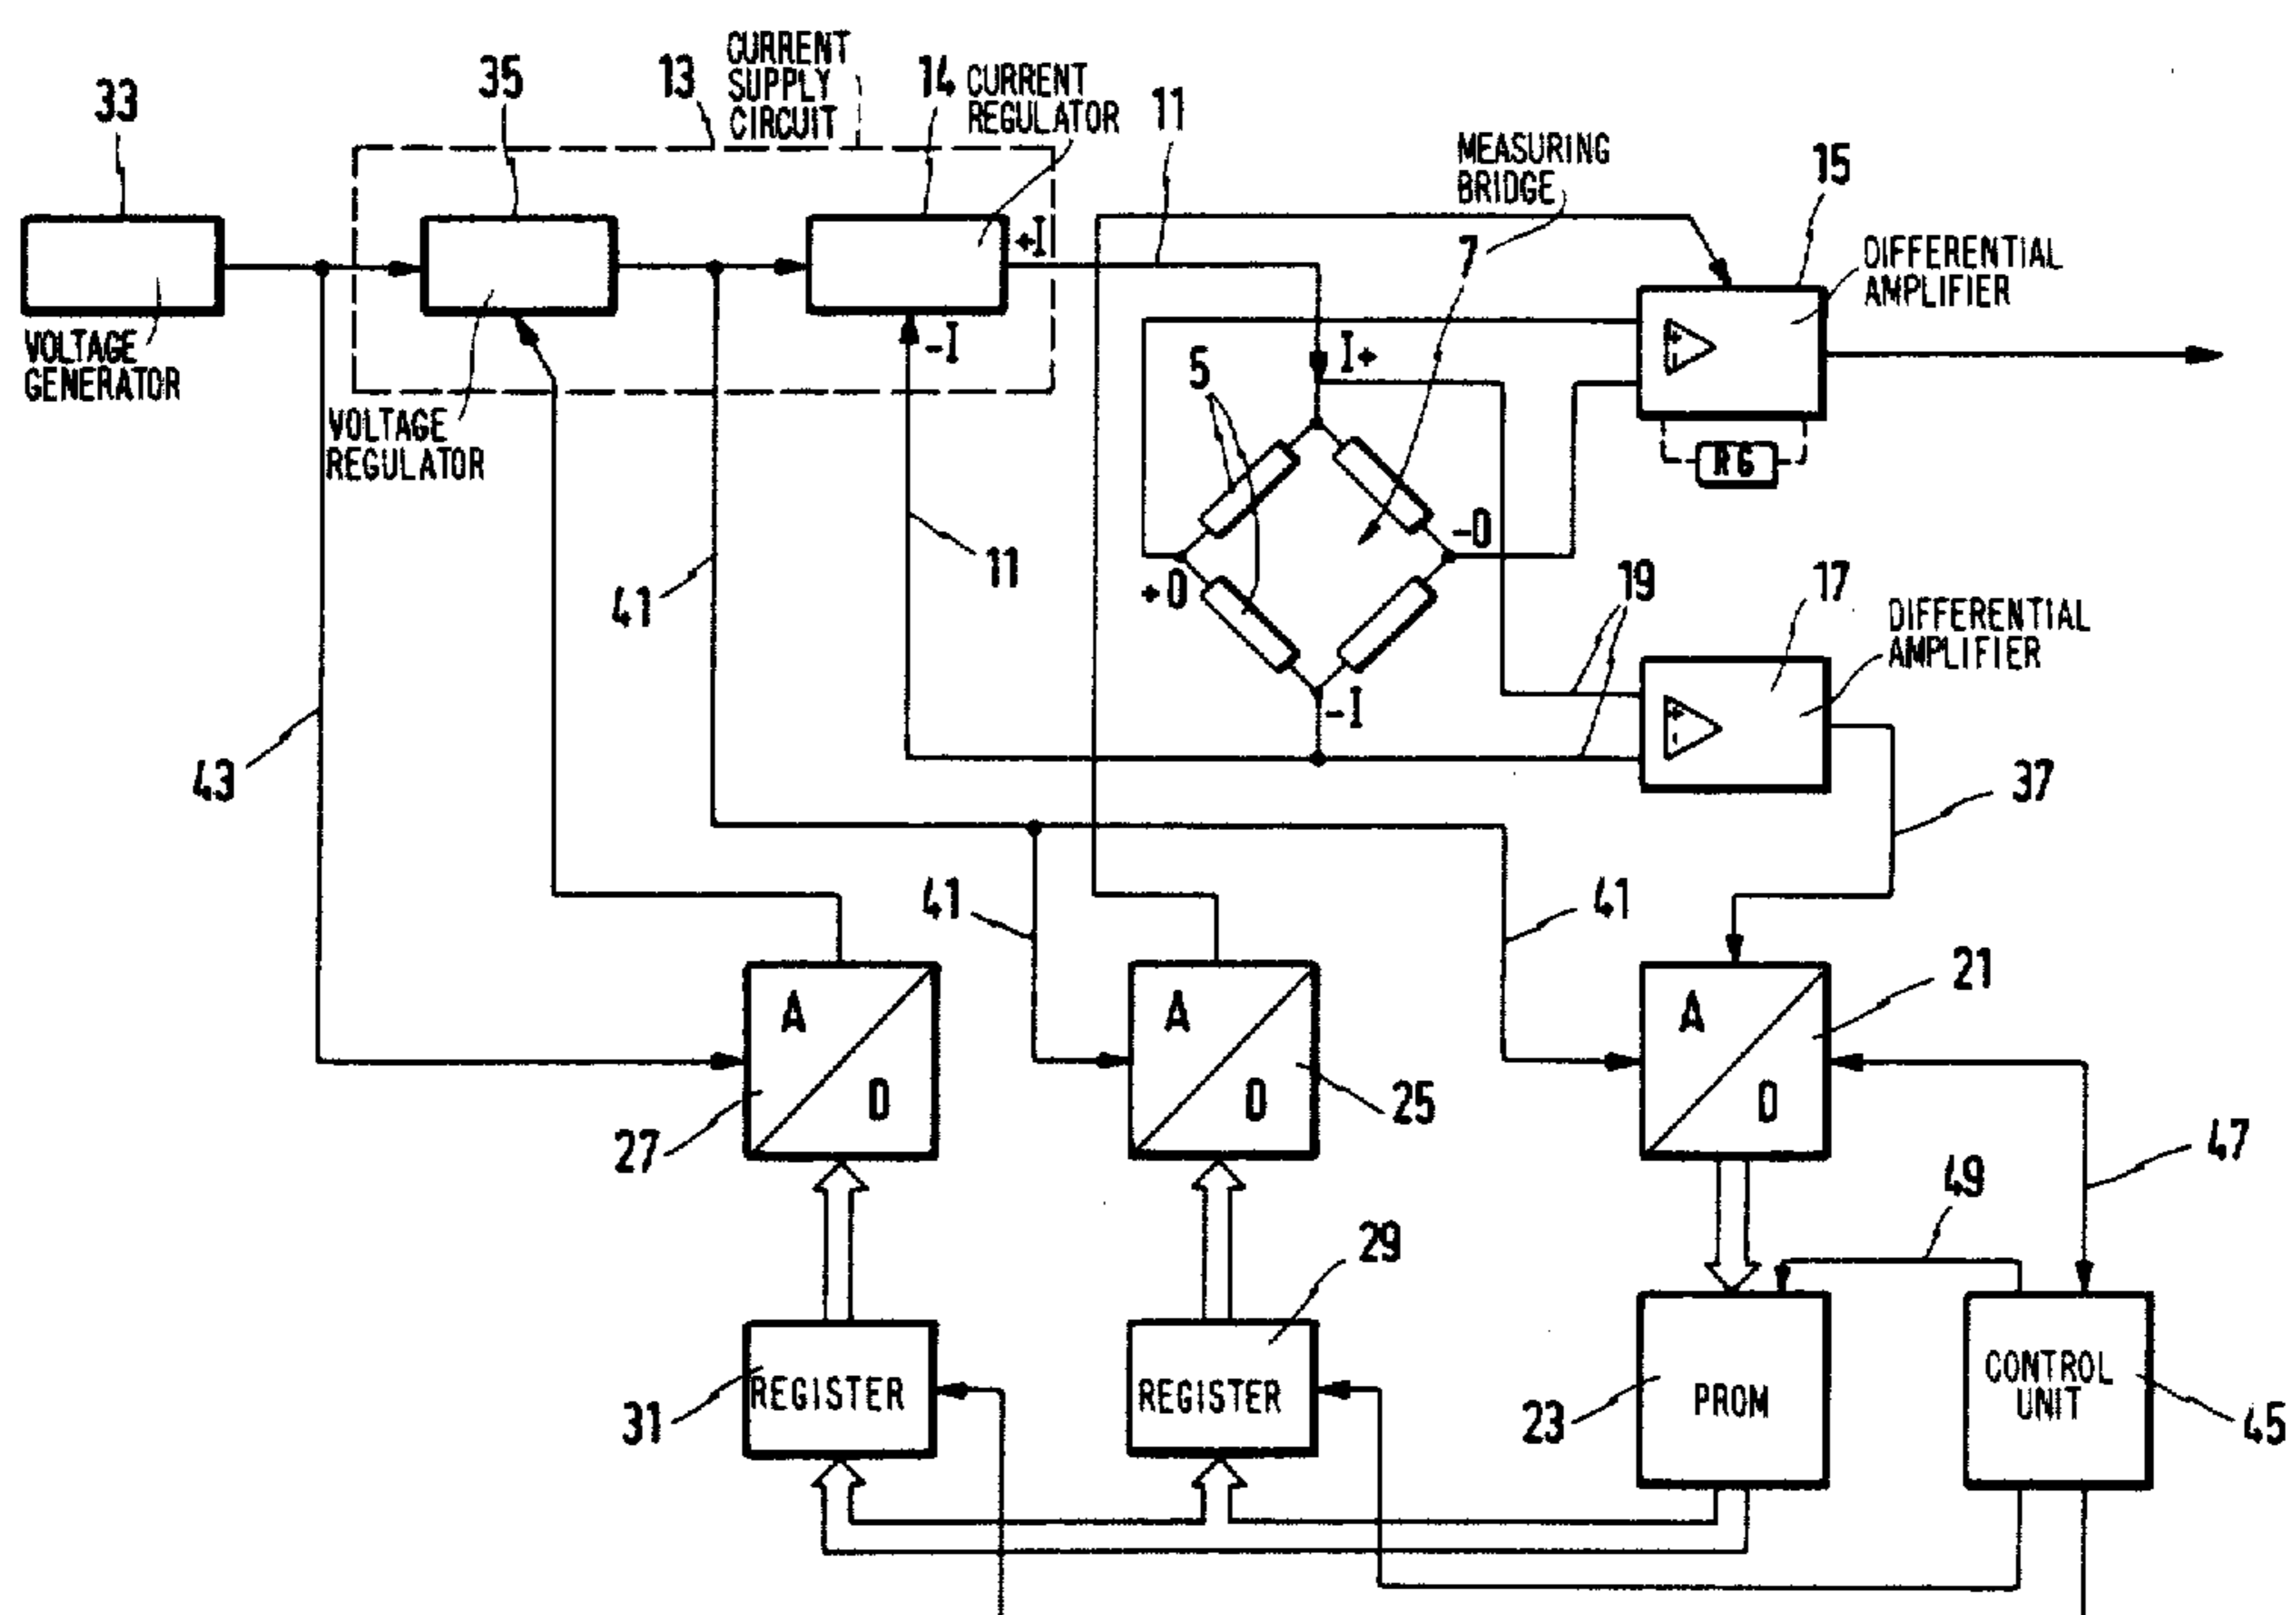 33
VOLTAGE
GENERATOR
35
VOLTAGE
REGULATOR
13
CURRENT
SUPPLY
CIRCUIT
14
CURRENT
REGULATOR
+I
-I
11
11
MEASURING
BRIDGE
7
5
I+
-O
+O
-I
15
DIFFERENTIAL
AMPLIFIER
+
-
RG
19
17
DIFFERENTIAL
AMPLIFIER
+
-
37
43
41
41
41
A
D
27
A
D
25
A
D
21
47
49
31
REGISTER
29
REGISTER
23
PROM
CONTROL
UNIT
45